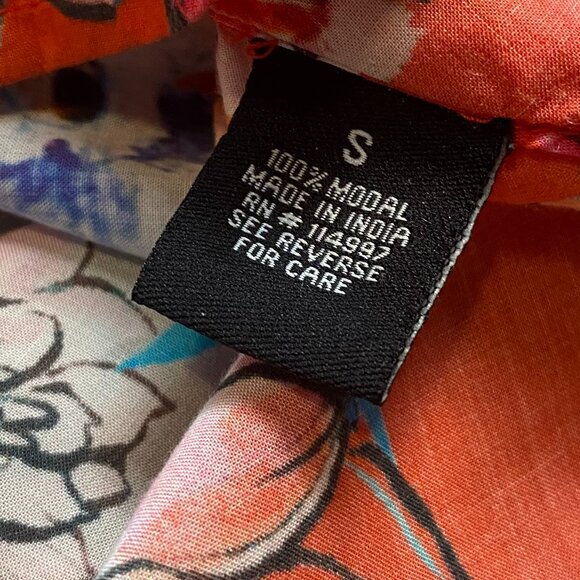 S
100% MODAL
MADE IN INDIA
RN # 114997
SEE REVERSE
FOR CARE